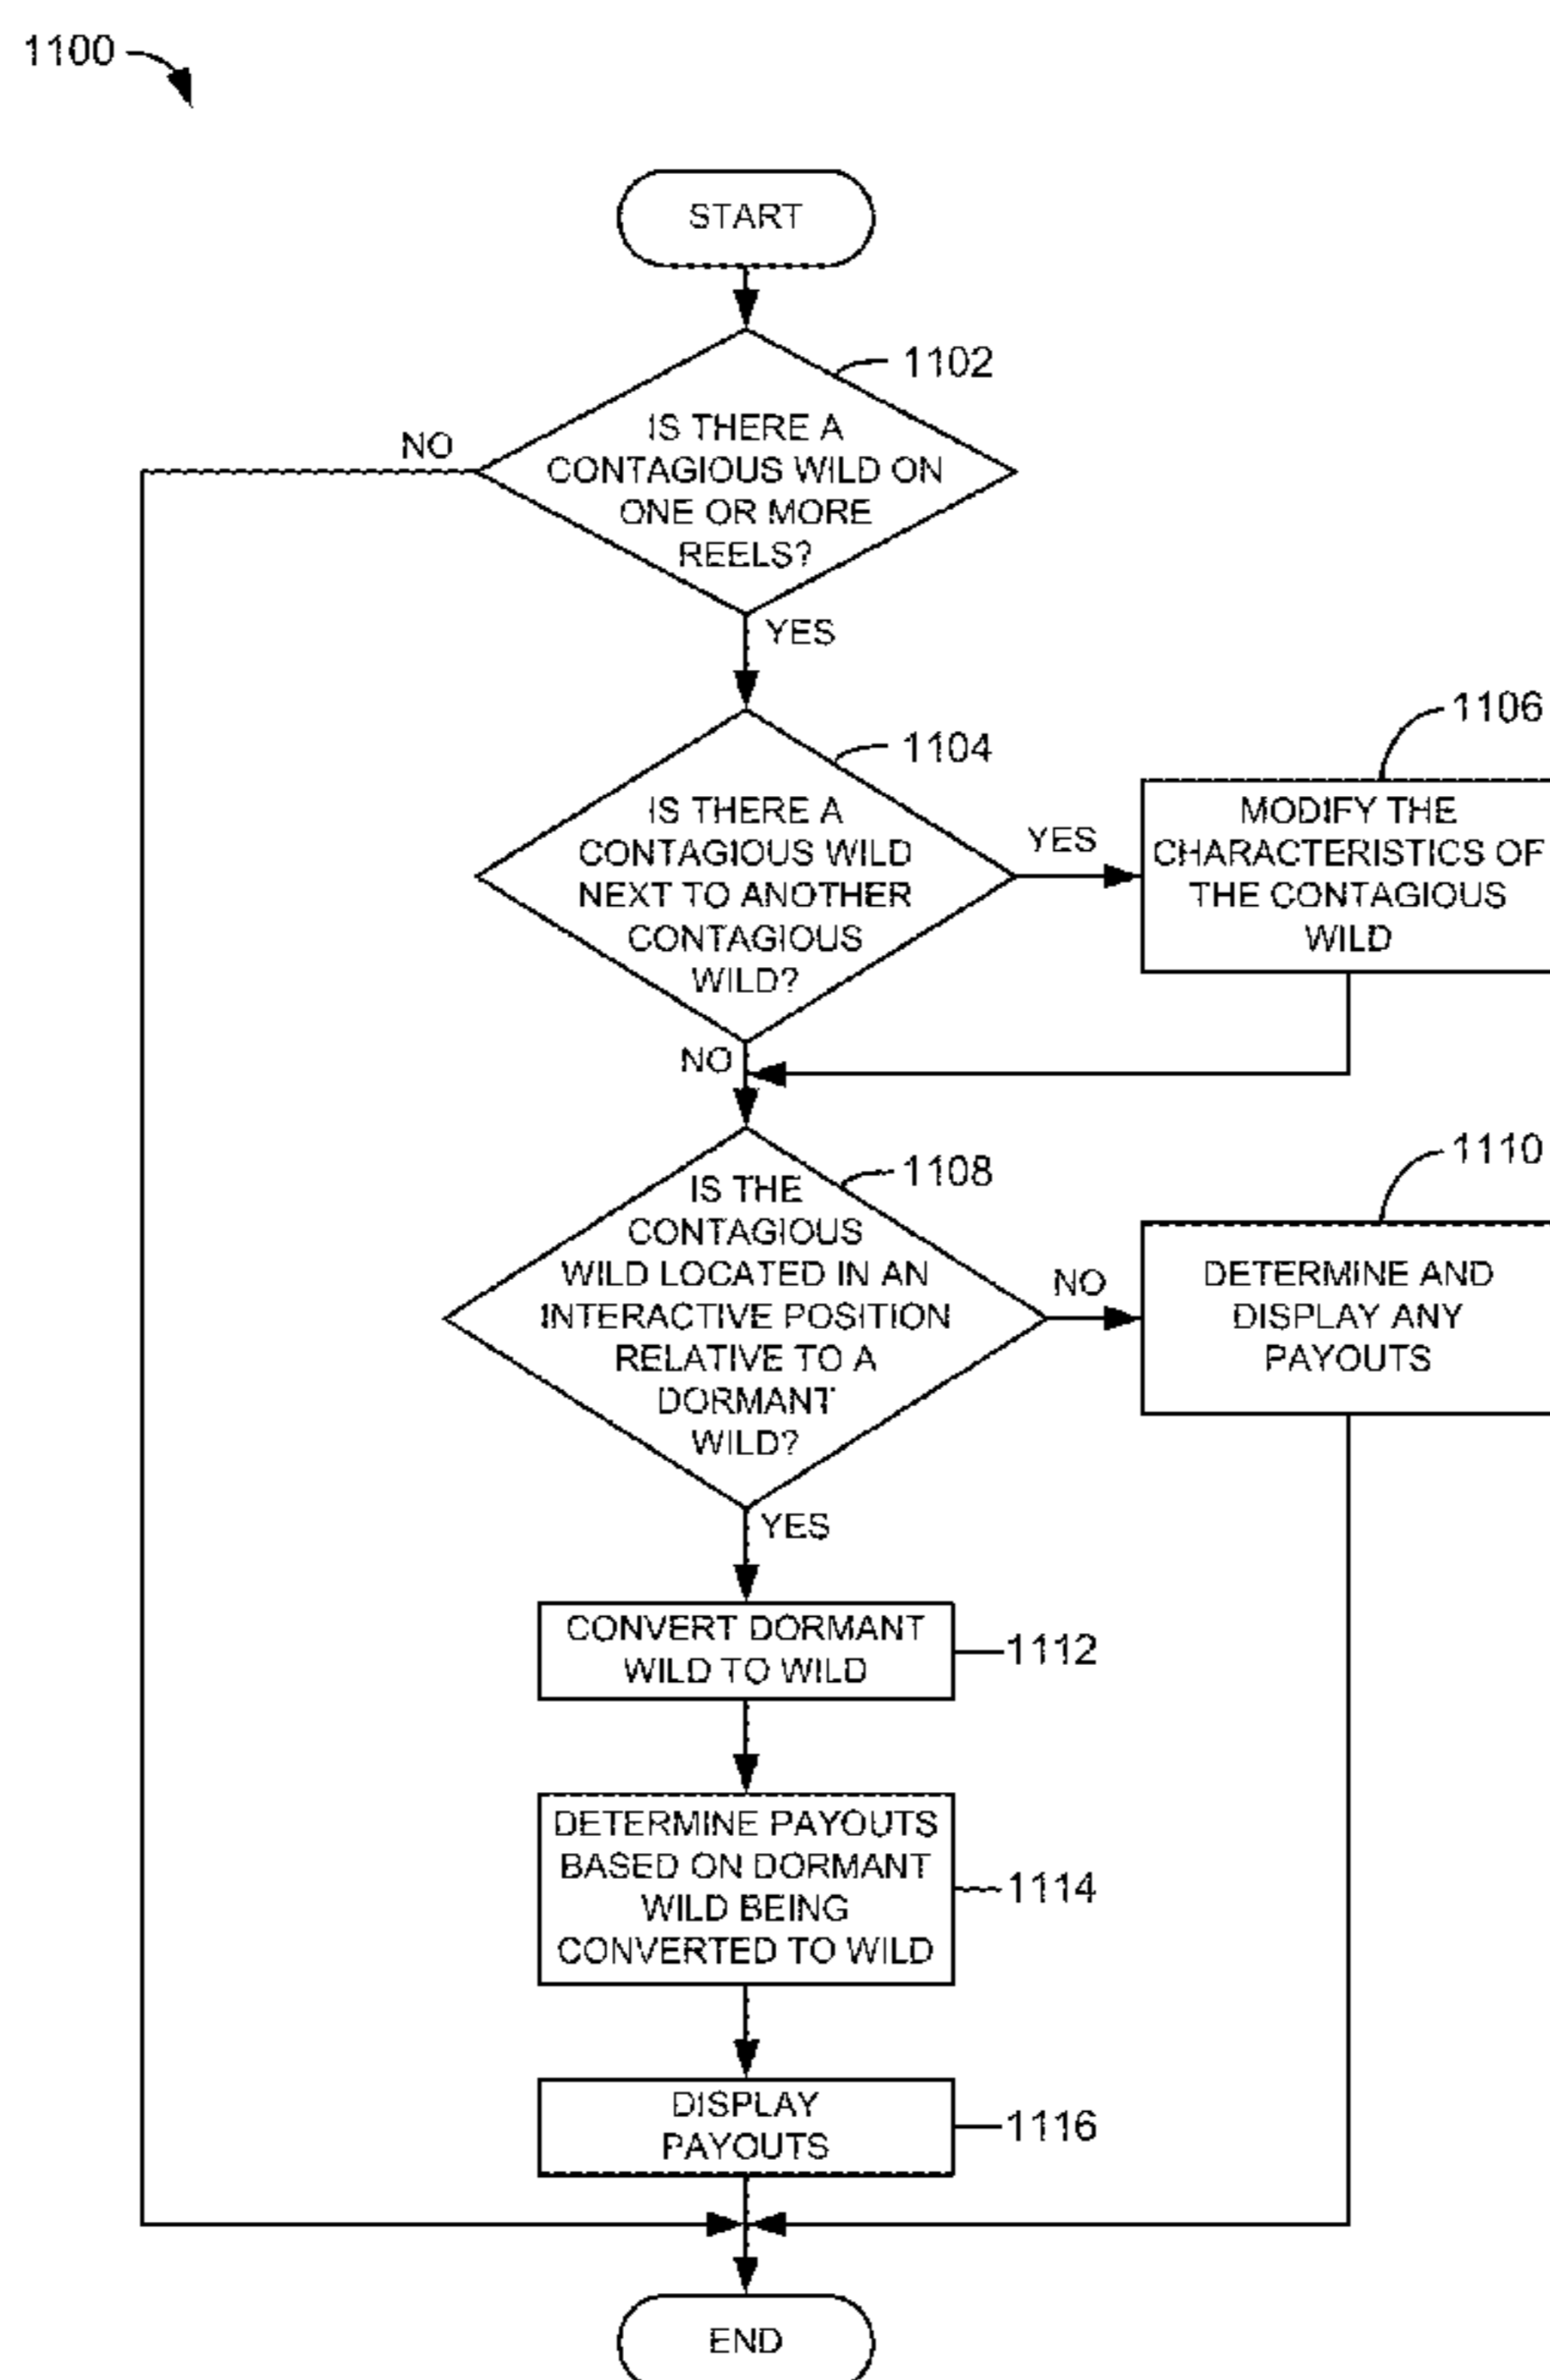 1100
START
1102
IS THERE A
CONTAGIOUS WILD ON
ONE OR MORE
REELS?
NO
YES
1104
IS THERE A
CONTAGIOUS WILD
NEXT TO ANOTHER
CONTAGIOUS
WILD?
YES
1106
MODIFY THE
CHARACTERISTICS OF
THE CONTAGIOUS
WILD
NO
1108
IS THE
CONTAGIOUS
WILD LOCATED IN AN
INTERACTIVE POSITION
RELATIVE TO A
DORMANT
WILD?
NO
1110
DETERMINE AND
DISPLAY ANY
PAYOUTS
YES
CONVERT DORMANT
WILD TO WILD
1112
DETERMINE PAYOUTS
BASED ON DORMANT
WILD BEING
CONVERTED TO WILD
1114
DISPLAY
PAYOUTS
1116
END